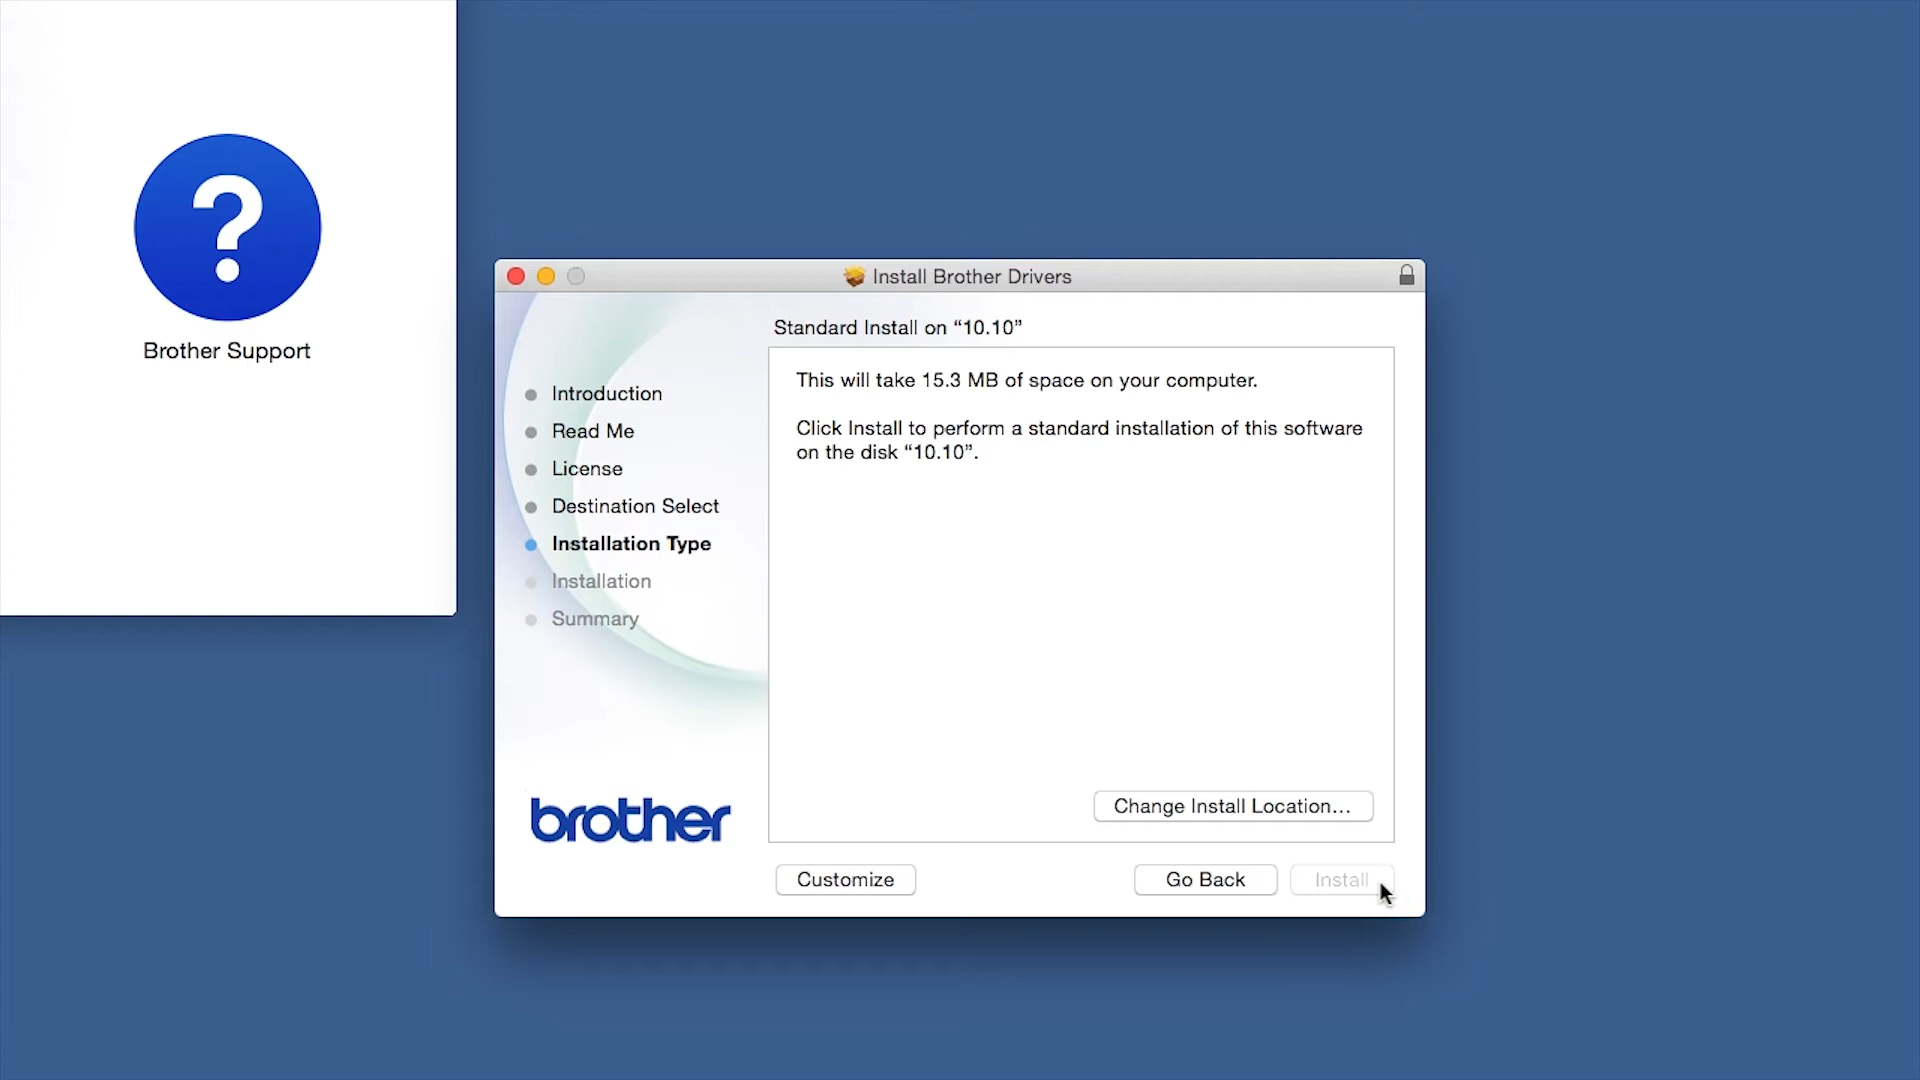 ?
Brother Support
Install Brother Drivers
Standard Install on “10.10”
This will take 15.3 MB of space on your computer.
Click Install to perform a standard installation of this software
on the disk “10.10”.
Introduction
Read Me
License
Destination Select
Installation Type
Installation
Summary
brother
Change Install Location...
Customize
Go Back
Install